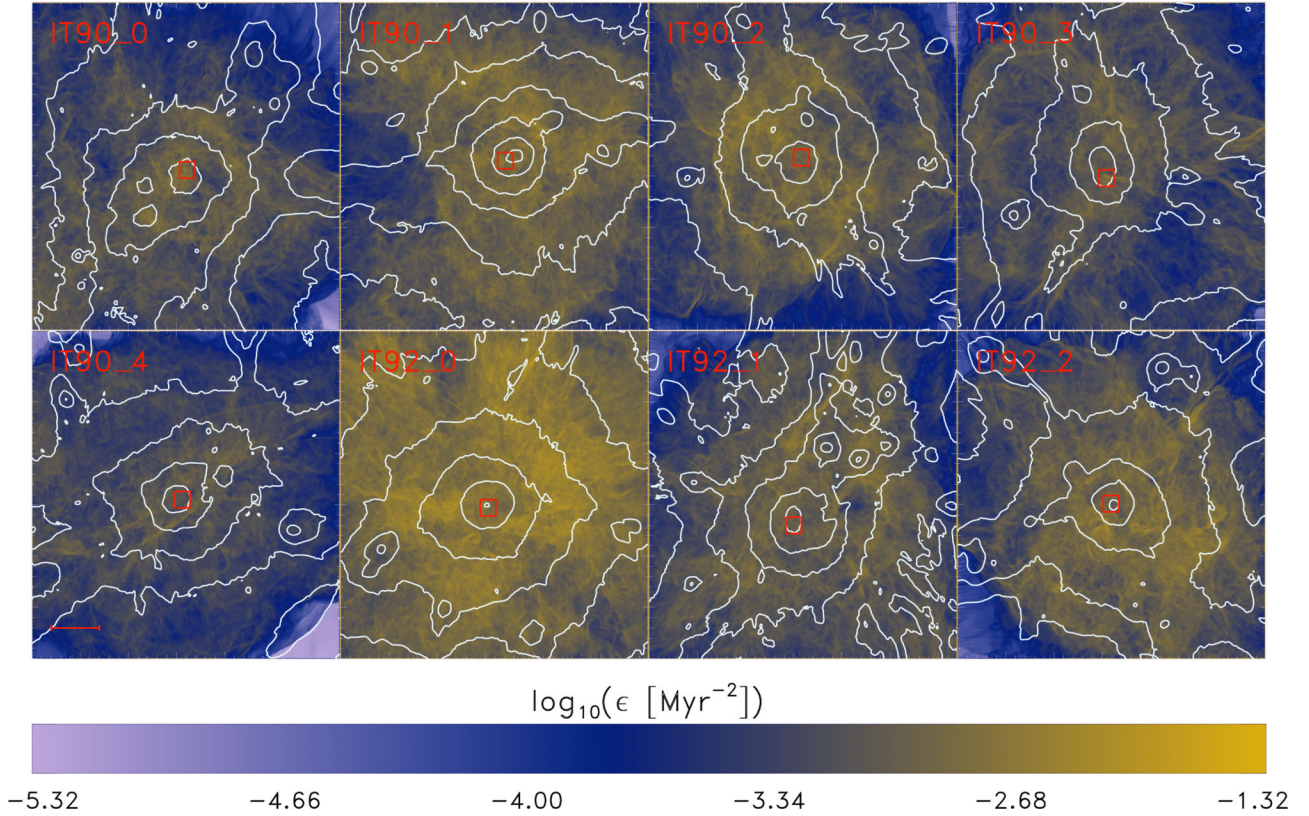 IT90_0 IT90_1 IT90_2 IT90_3
IT90_4 IT92_0 IT92_1 IT92_2
log₁₀(ϵ [Myr⁻²])
−5.32 −4.66 −4.00 −3.34 −2.68 −1.32